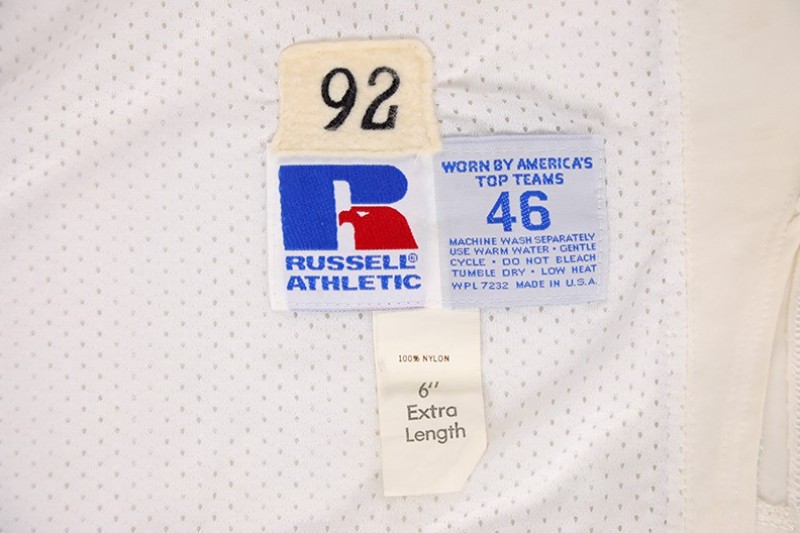 92
RUSSELL®
ATHLETIC
WORN BY AMERICA'S
TOP TEAMS
46
MACHINE WASH SEPARATELY
USE WARM WATER • GENTLE
CYCLE • DO NOT BLEACH
TUMBLE DRY • LOW HEAT
WPL 7232 MADE IN U.S.A.
100% NYLON
6"
Extra
Length